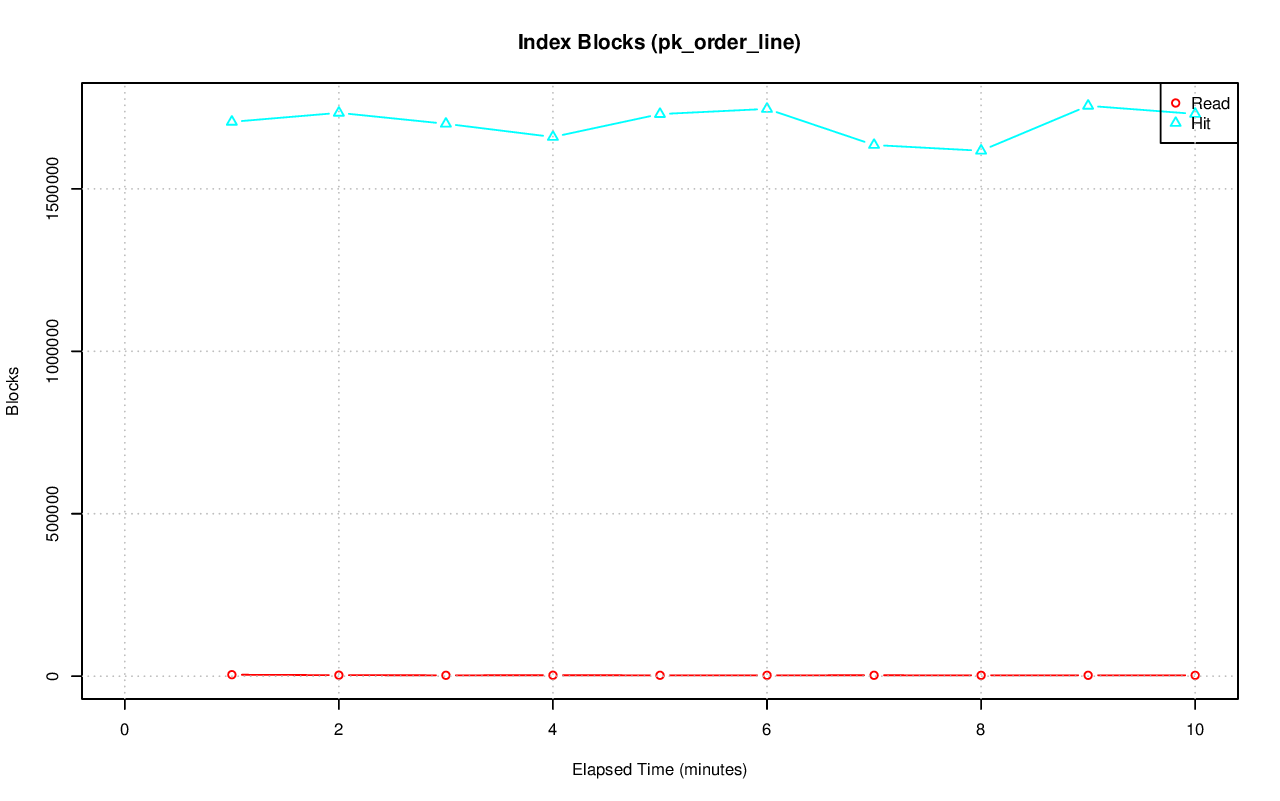 Index Blocks (pk_order_line)
Read
Hit
Blocks
1500000
1000000
500000
0
0 2 4 6 8 10
Elapsed Time (minutes)